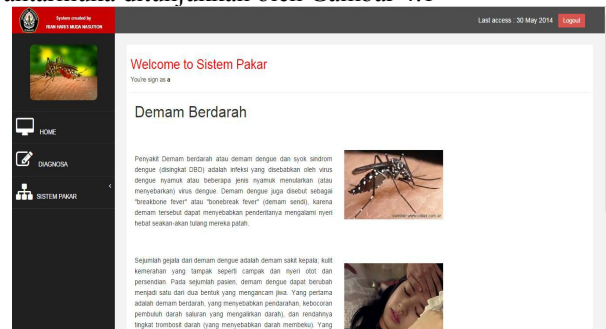 antarmuka ditunjukkan oleh Gambar 4.1
System created by
Last access : 30 May 2014 Logout
Welcome to Sistem Pakar
You're sign as a
Demam Berdarah
HOME
DIAGNOSA
SISTEM PAKAR
Penyakit Demam berdarah atau demam dengue dan syok sindrom
dengue (disingkat DBD) adalah infeksi yang disebabkan oleh virus
dengue nyamuk atau beberapa jenis nyamuk menularkan (atau
menyebarkan) virus dengue. Demam dengue juga disebut sebagai
"breakbone fever" atau "bonebreak fever" (demam sendi), karena
demam tersebut dapat menyebabkan penderitanya mengalami nyeri
hebat seakan-akan tulang mereka patah.
Sejumlah gejala dari demam dengue adalah demam sakit kepala; kulit
kemerahan yang tampak seperti campak dan nyeri otot dan
persendian. Pada sejumlah pasien, demam dengue dapat berubah
menjadi satu dari dua bentuk yang mengancam jiwa. Yang pertama
adalah demam berdarah, yang menyebabkan pendarahan, kebocoran
pembuluh darah saluran yang mengalirkan darah), dan rendahnya
tingkat trombosit darah (yang menyebabkan darah membeku). Yang